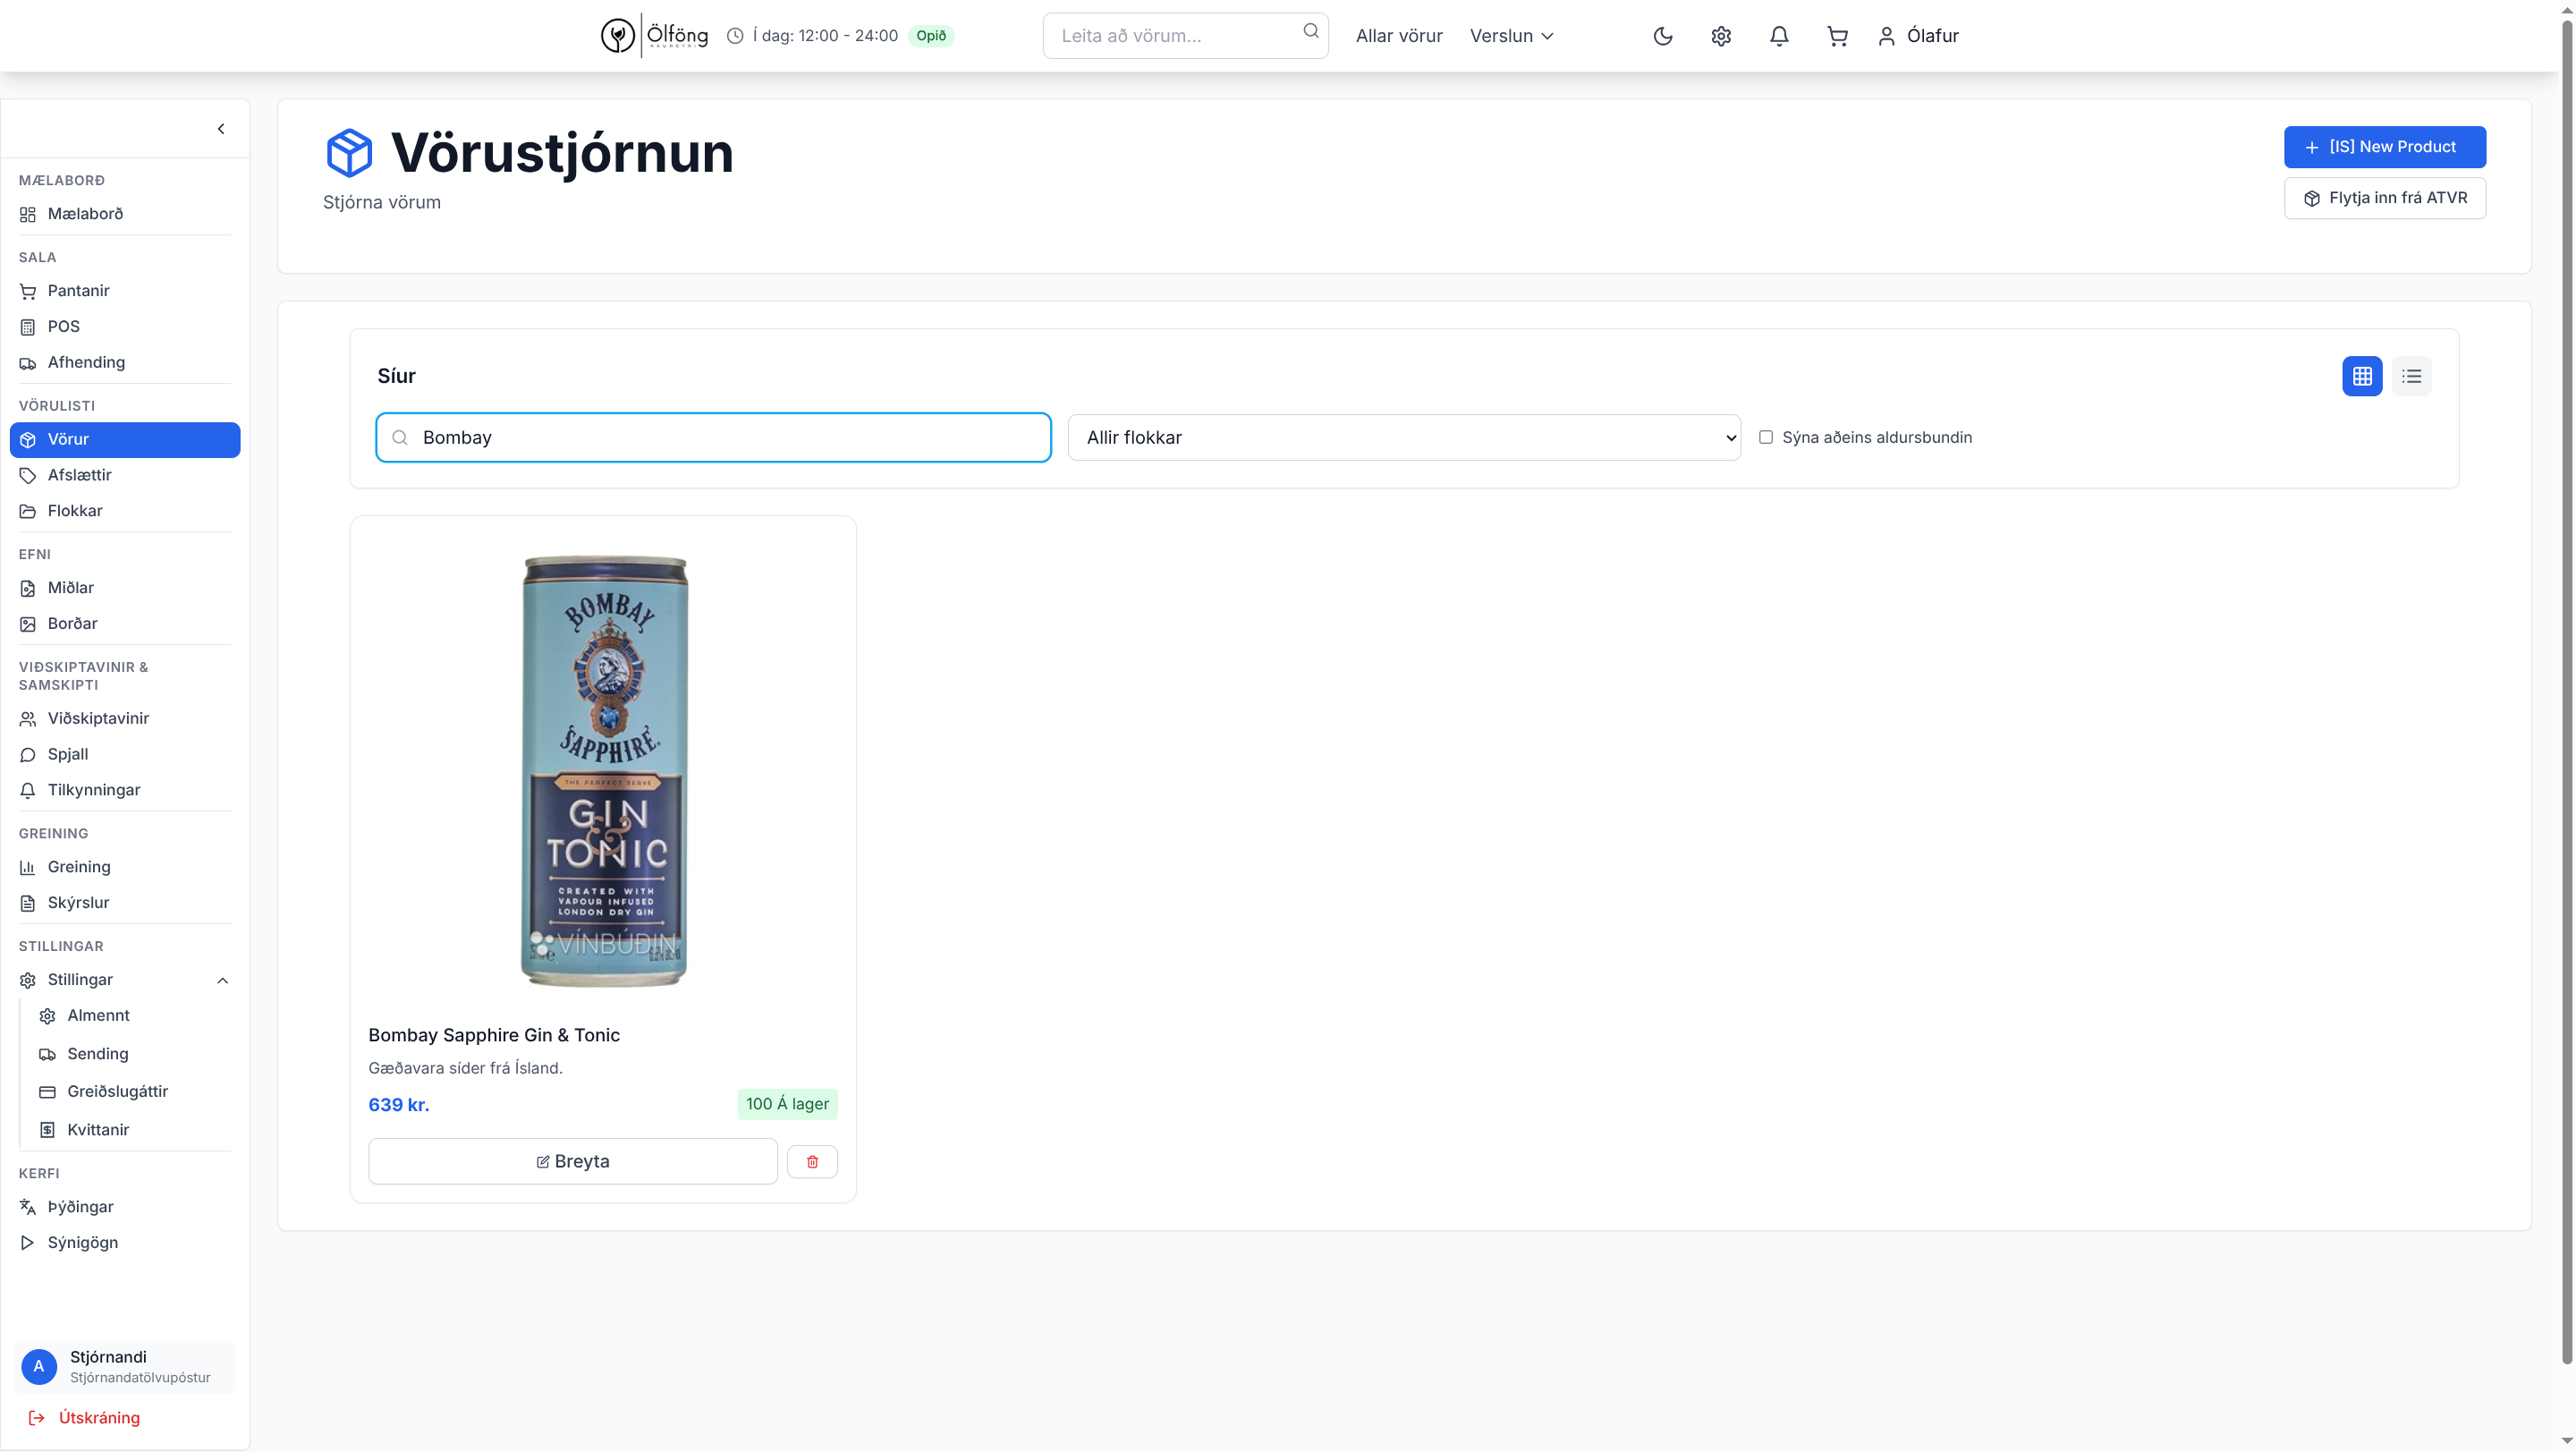 Ölföng
AKUREYRI
Í dag: 12:00 - 24:00
Opið
Leita að vörum...
Allar vörur
Verslun
Ólafur
MÆLABORÐ
Mælaborð
SALA
Pantanir
POS
Afhending
VÖRULISTI
Vörur
Afslættir
Flokkar
EFNI
Miðlar
Borðar
VIÐSKIPTAVINIR &
SAMSKIPTI
Viðskiptavinir
Spjall
Tilkynningar
GREINING
Greining
Skýrslur
STILLINGAR
Stillingar
Almennt
Sending
Greiðslugáttir
Kvittanir
KERFI
Þýðingar
Sýnigögn
A
Stjórnandi
Stjórnandatölvupóstur
Útskráning
Vörustjórnun
Stjórna vörum
[IS] New Product
Flytja inn frá ATVR
Síur
Bombay
Allir flokkar
Sýna aðeins aldursbundin
BOMBAY
SAPPHIRE.
THE PERFECT SERVE
GIN
&
TONIC
CREATED WITH
VAPOUR INFUSED
LONDON DRY GIN
VÍNBÚÐIN
Bombay Sapphire Gin & Tonic
Gæðavara síder frá Ísland.
639 kr.
100 Á lager
Breyta